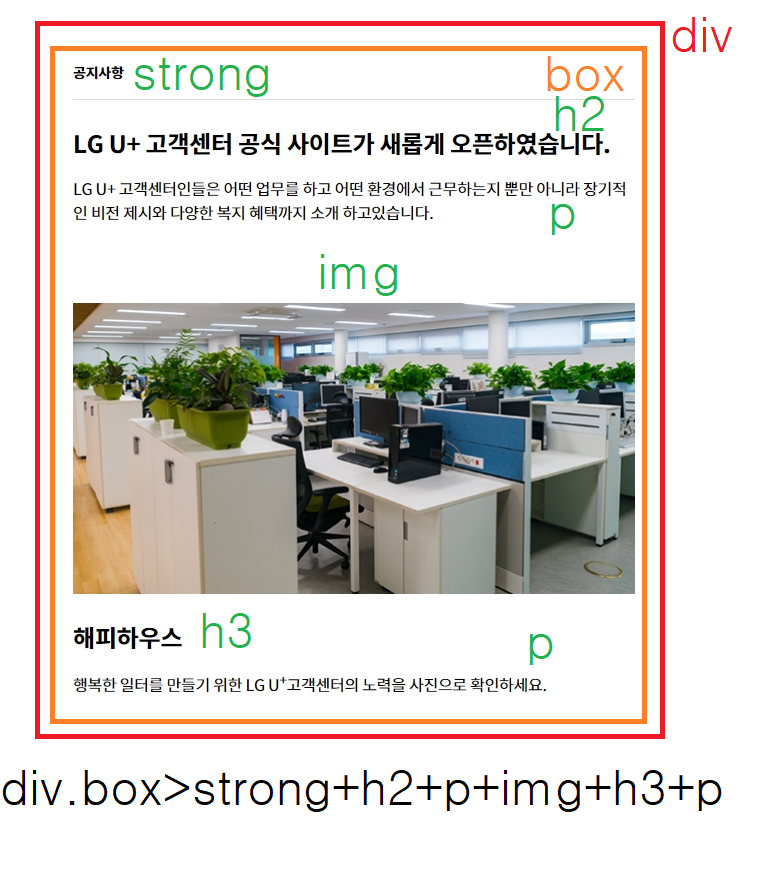 div
공지사항 strong box
h2
LG U+ 고객센터 공식 사이트가 새롭게 오픈하였습니다.
LG U+ 고객센터인들은 어떤 업무를 하고 어떤 환경에서 근무하는지 뿐만 아니라 장기적
인 비전 제시와 다양한 복지 혜택까지 소개 하고있습니다.
p
img
해피하우스 h3
p
행복한 일터를 만들기 위한 LG U⁺고객센터의 노력을 사진으로 확인하세요.
div.box>strong+h2+p+img+h3+p